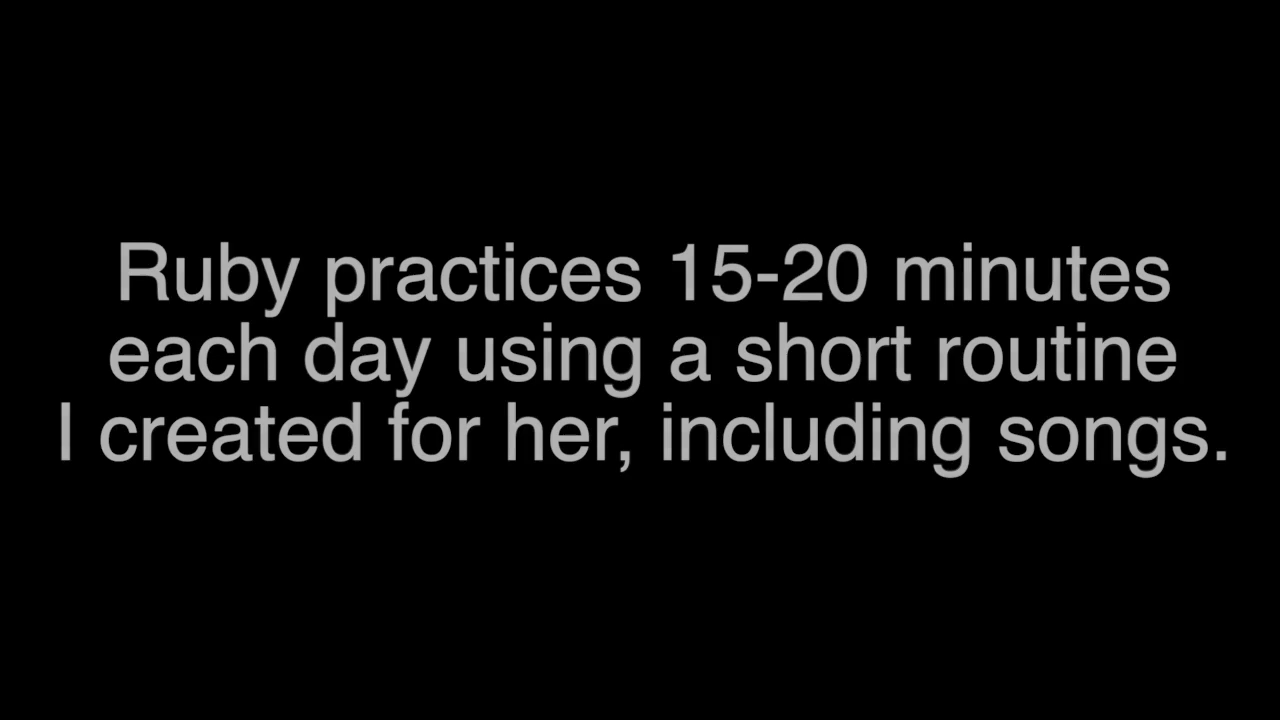 Ruby practices 15-20 minutes
each day using a short routine
I created for her, including songs.